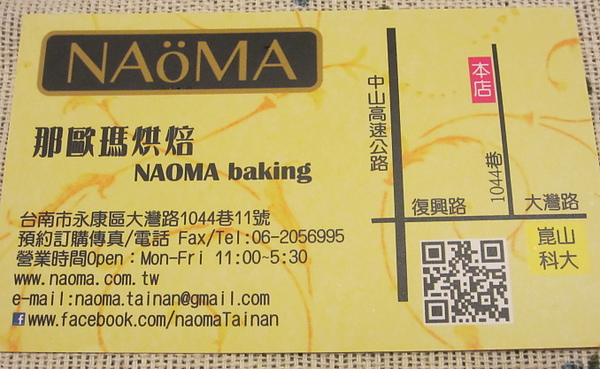 NAöMA
那歐瑪烘焙
NAOMA baking
台南市永康區大灣路1044巷11號
預約訂購傳真/電話 Fax/Tel:06-2056995
營業時間Open：Mon-Fri 11:00~5:30
www.naoma.com.tw
e-mail:naoma.tainan@gmail.com
f www.facebook.com/naomaTainan
中山高速公路
本店
1044巷
復興路
大灣路
崑山
科大